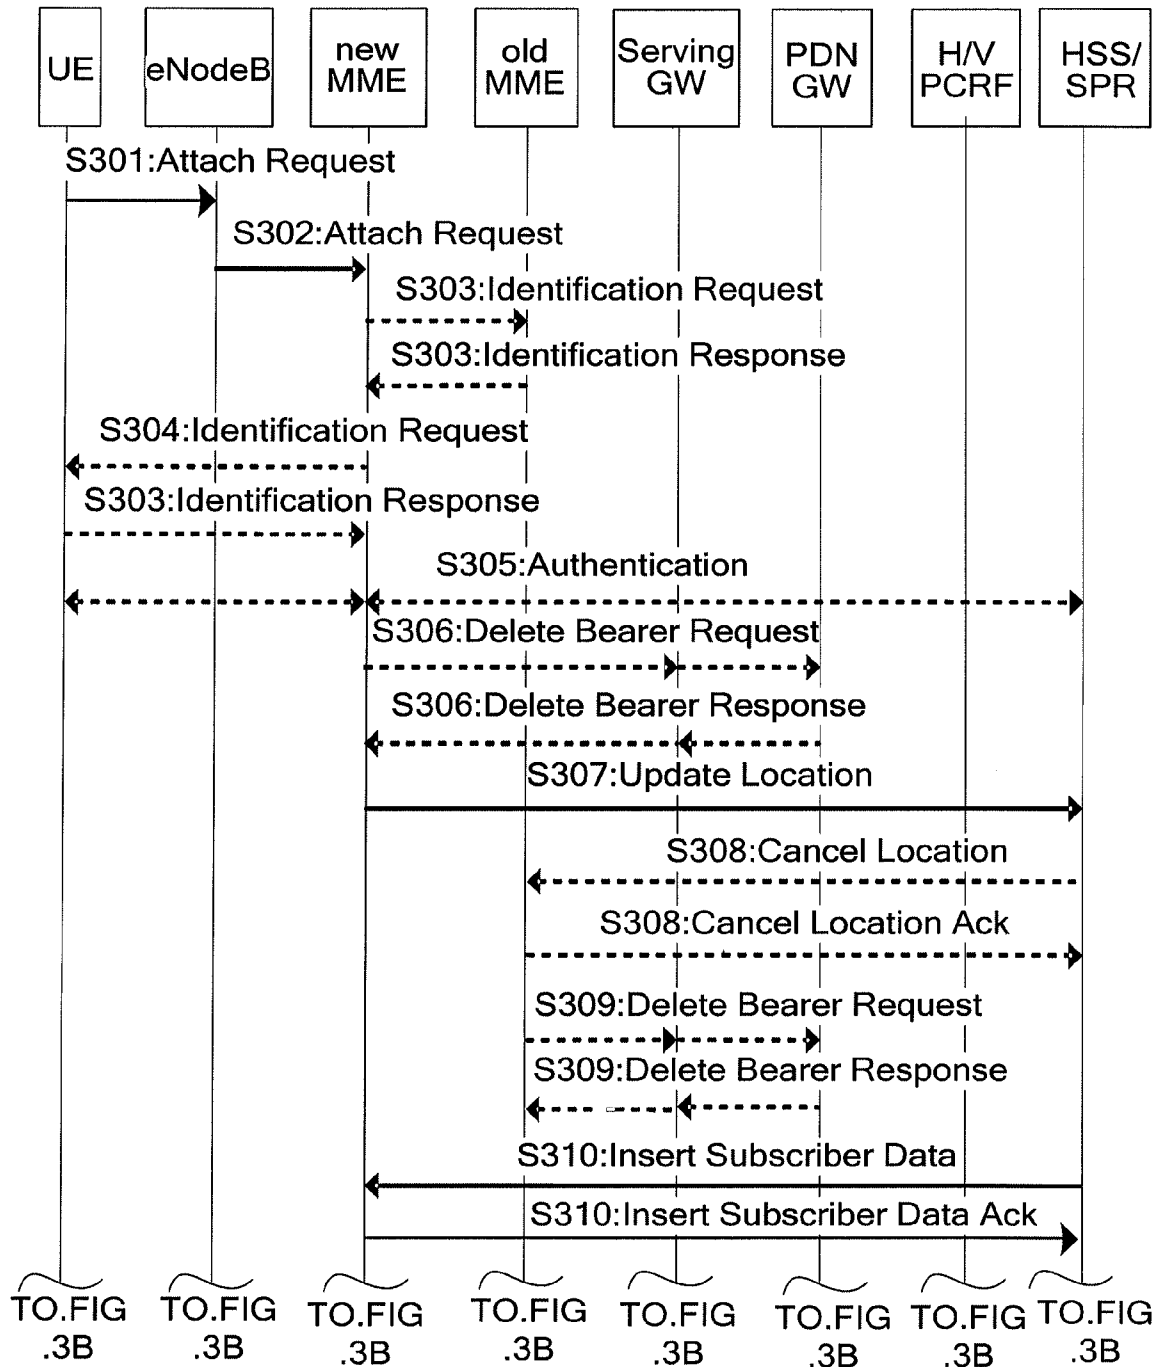 UE
eNodeB
new
MME
old
MME
Serving
GW
PDN
GW
H/V
PCRF
HSS/
SPR
S301:Attach Request
S302:Attach Request
S303:Identification Request
S303:Identification Response
S304:Identification Request
S303:Identification Response
S305:Authentication
S306:Delete Bearer Request
S306:Delete Bearer Response
S307:Update Location
S308:Cancel Location
S308:Cancel Location Ack
S309:Delete Bearer Request
S309:Delete Bearer Response
S310:Insert Subscriber Data
S310:Insert Subscriber Data Ack
TO.FIG
.3B
TO.FIG
.3B
TO.FIG
.3B
TO.FIG
.3B
TO.FIG
.3B
TO.FIG
.3B
TO.FIG
.3B
TO.FIG
.3B